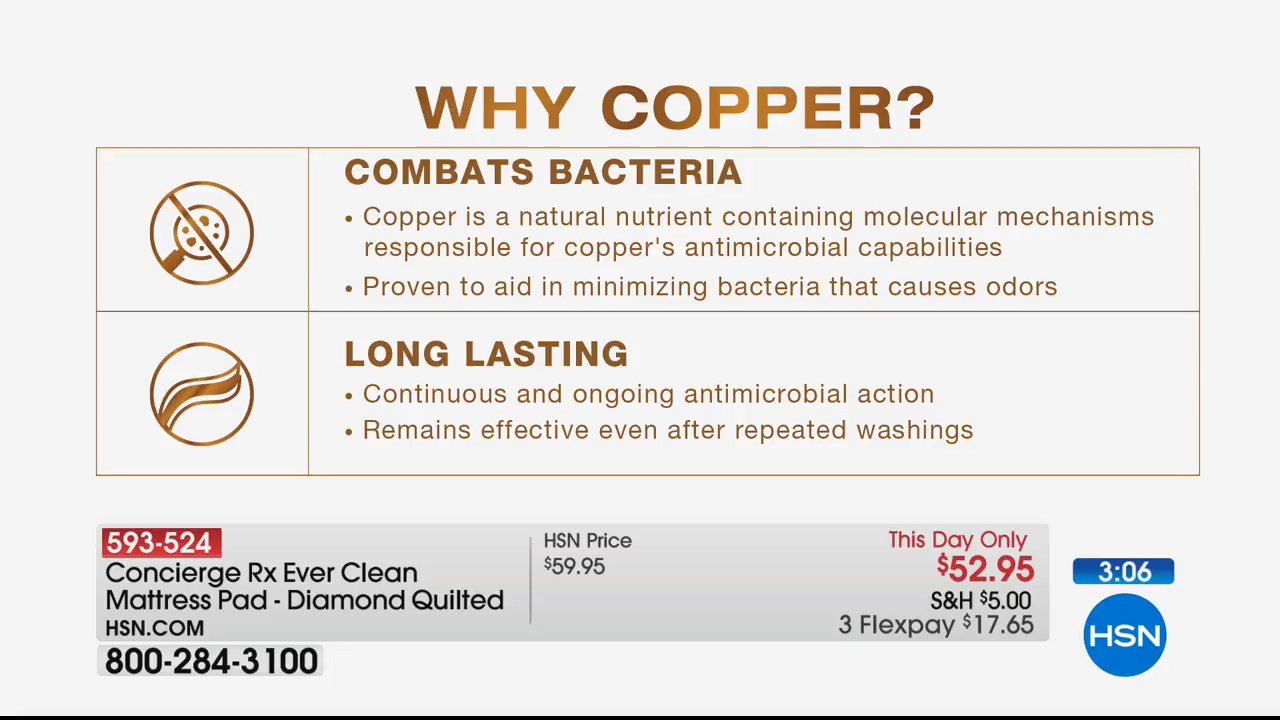 WHY COPPER?
COMBATS BACTERIA
• Copper is a natural nutrient containing molecular mechanisms
responsible for copper's antimicrobial capabilities
• Proven to aid in minimizing bacteria that causes odors
LONG LASTING
• Continuous and ongoing antimicrobial action
• Remains effective even after repeated washings
593-524
Concierge Rx Ever Clean
Mattress Pad - Diamond Quilted
HSN.COM
800-284-3100
HSN Price
$59.95
This Day Only
$52.95
S&H $5.00
3 Flexpay $17.65
3:06
HSN